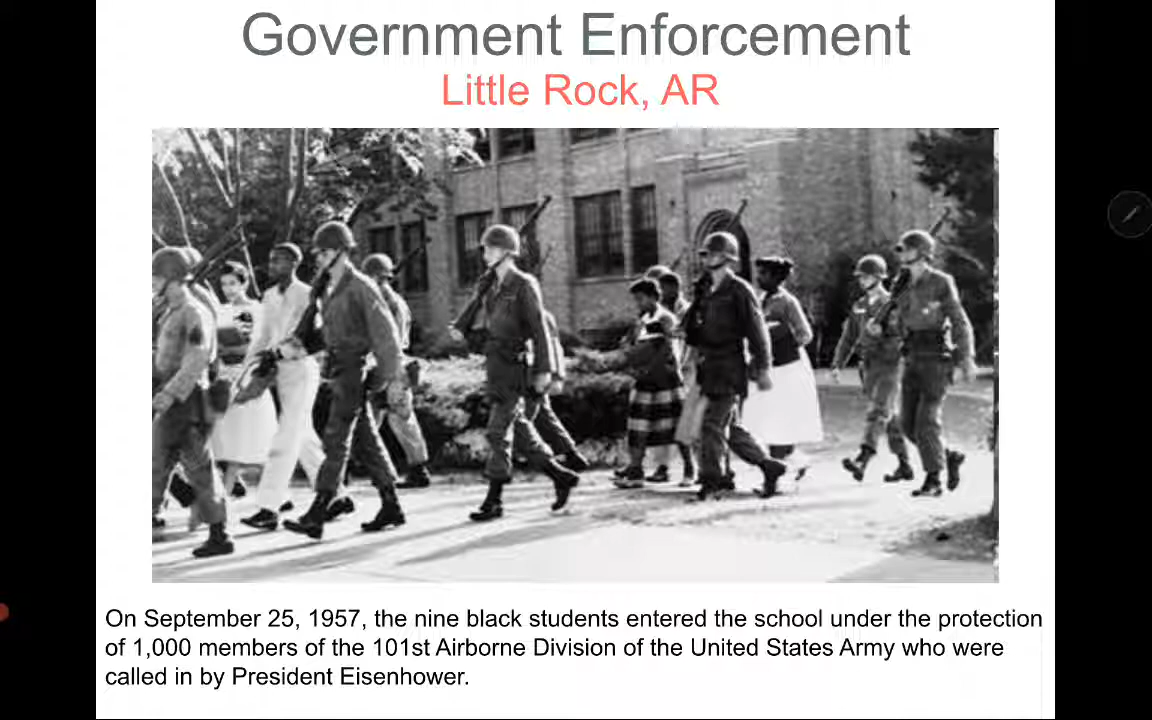 Government Enforcement
Little Rock, AR
On September 25, 1957, the nine black students entered the school under the protection
of 1,000 members of the 101st Airborne Division of the United States Army who were
called in by President Eisenhower.